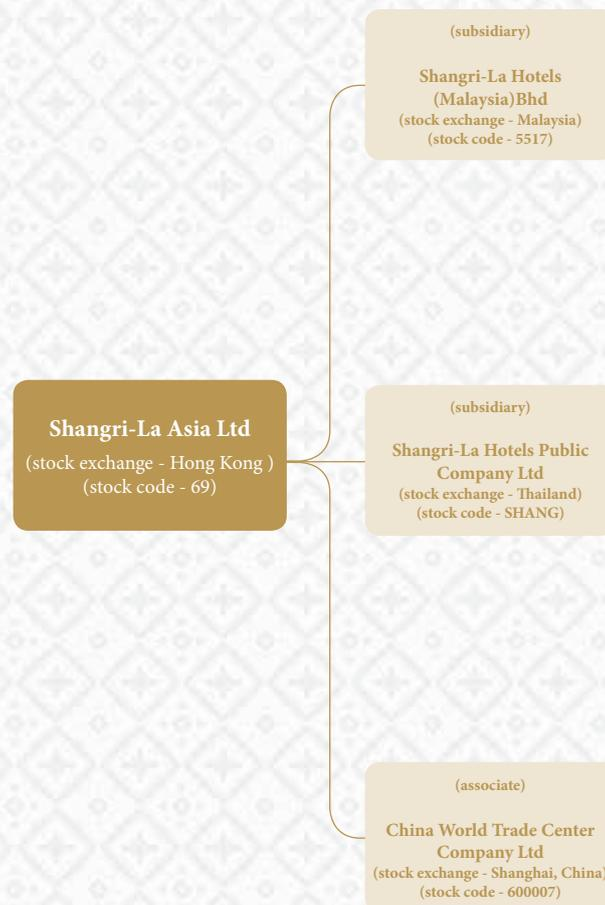 (subsidiary)
Shangri-La Hotels
(Malaysia)Bhd
(stock exchange - Malaysia)
(stock code - 5517)
Shangri-La Asia Ltd
(stock exchange - Hong Kong )
(stock code - 69)
(subsidiary)
Shangri-La Hotels Public
Company Ltd
(stock exchange - Thailand)
(stock code - SHANG)
(associate)
China World Trade Center
Company Ltd
(stock exchange - Shanghai, China)
(stock code - 600007)